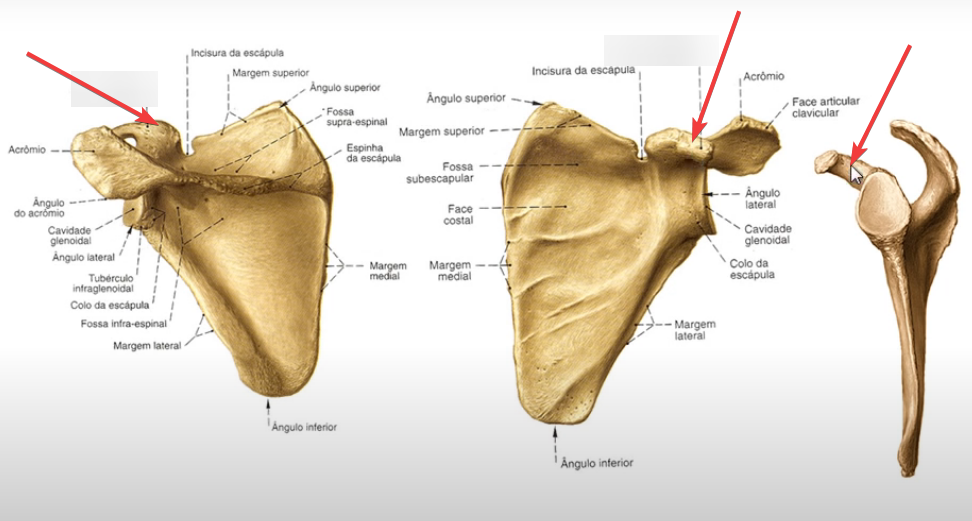 Incisura da escápula
Margem superior
Ângulo superior
Fossa
supra-espinal
Espinha
da escápula
Acrômio
Ângulo
do acrômio
Cavidade
glenoidal
Ângulo lateral
Tubérculo
infraglenoidal
Colo da escápula
Fossa infra-espinal
Margem lateral
Margem
medial
Ângulo inferior
Incisura da escápula
Acrômio
Ângulo superior
Face articular
clavicular
Margem superior
Fossa
subescapular
Ângulo
lateral
Face
costal
Cavidade
glenoidal
Margem
medial
Colo da
escápula
Margem
lateral
Ângulo inferior